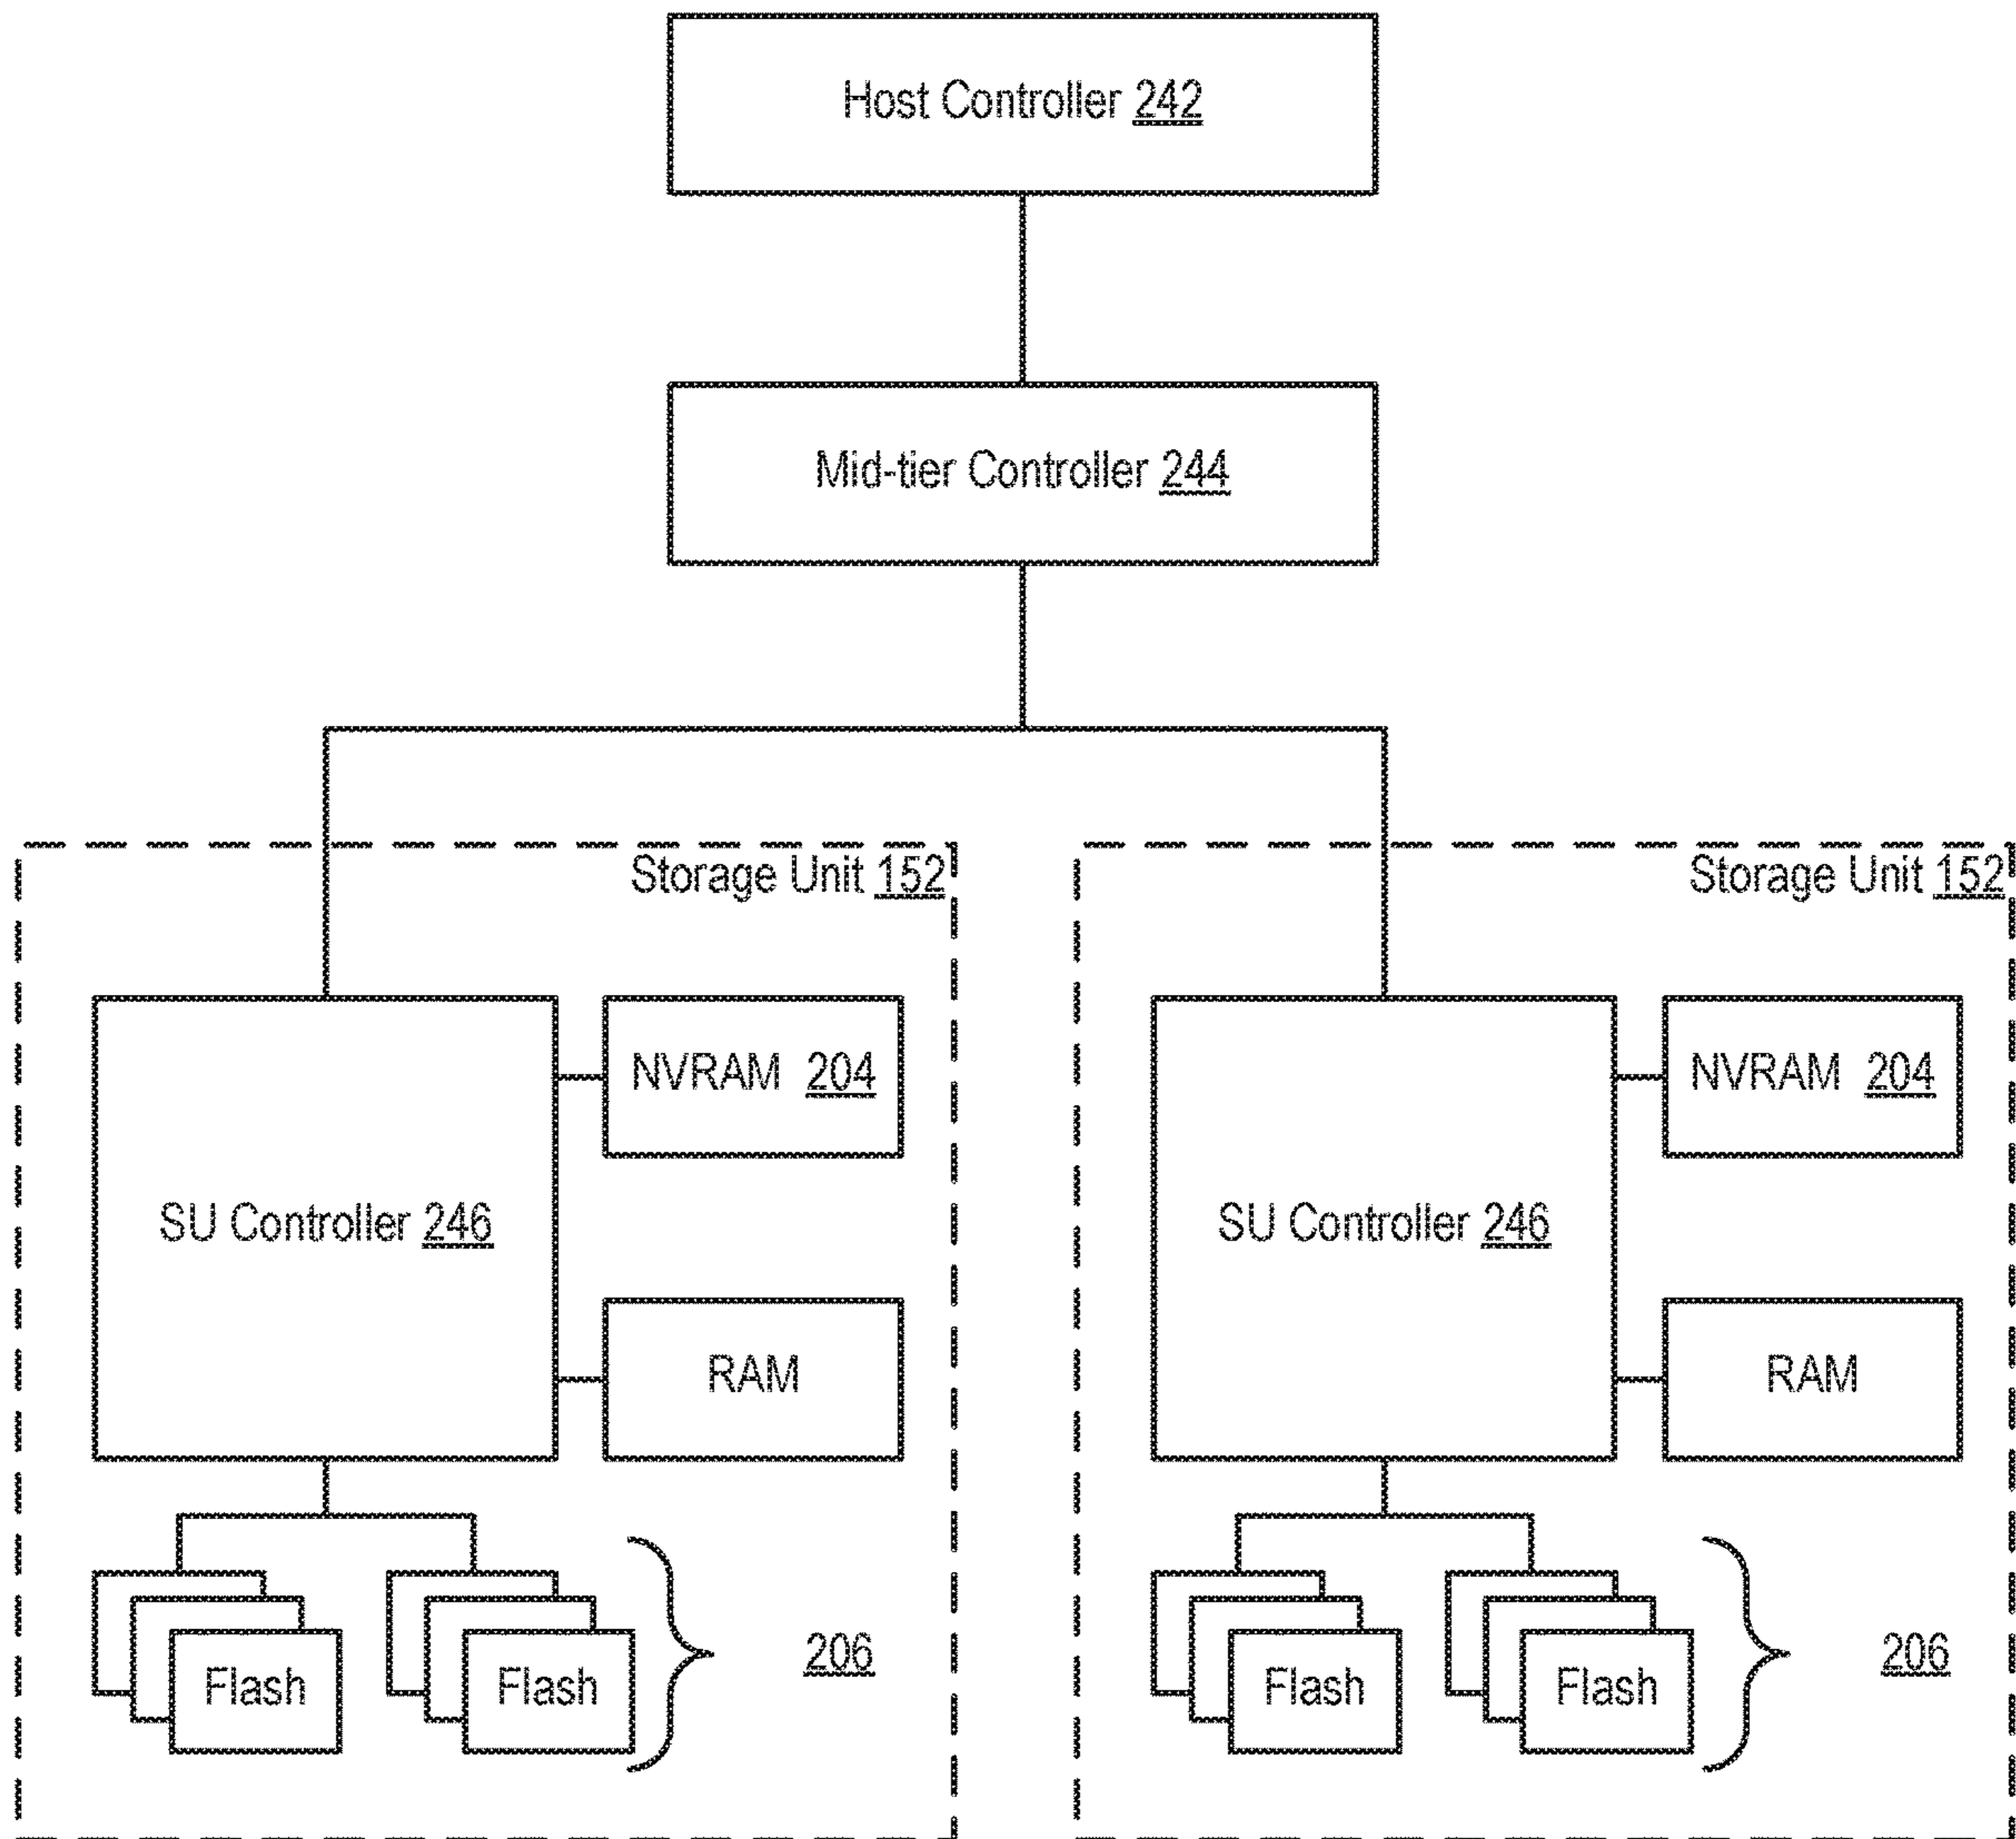 Host Controller 242
Mid-tier Controller 244
Storage Unit 152
Storage Unit 152
NVRAM 204
NVRAM 204
SU Controller 246
SU Controller 246
RAM
RAM
206
206
Flash
Flash
Flash
Flash